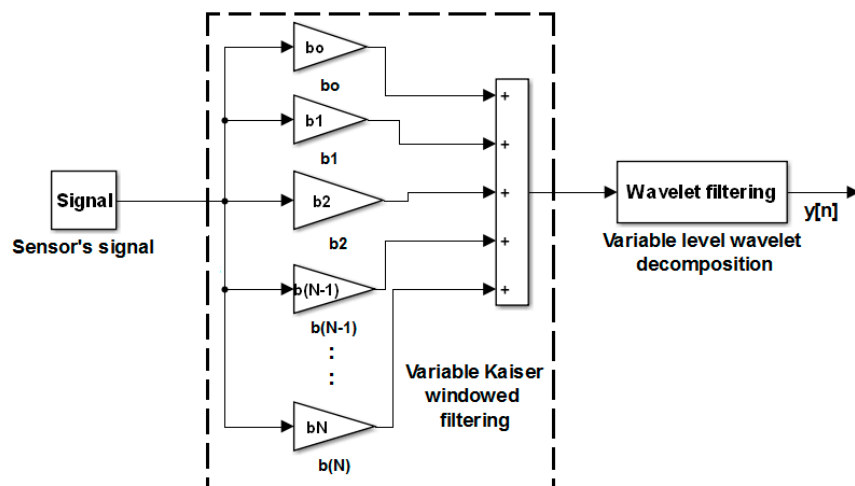 bo
bo
b1
b1
b2
b2
b(N-1)
b(N-1)
:
:
bN
b(N)
Signal
Sensor's signal
+
+
+
+
+
Variable Kaiser
windowed
filtering
Wavelet filtering
Variable level wavelet
decomposition
y[n]